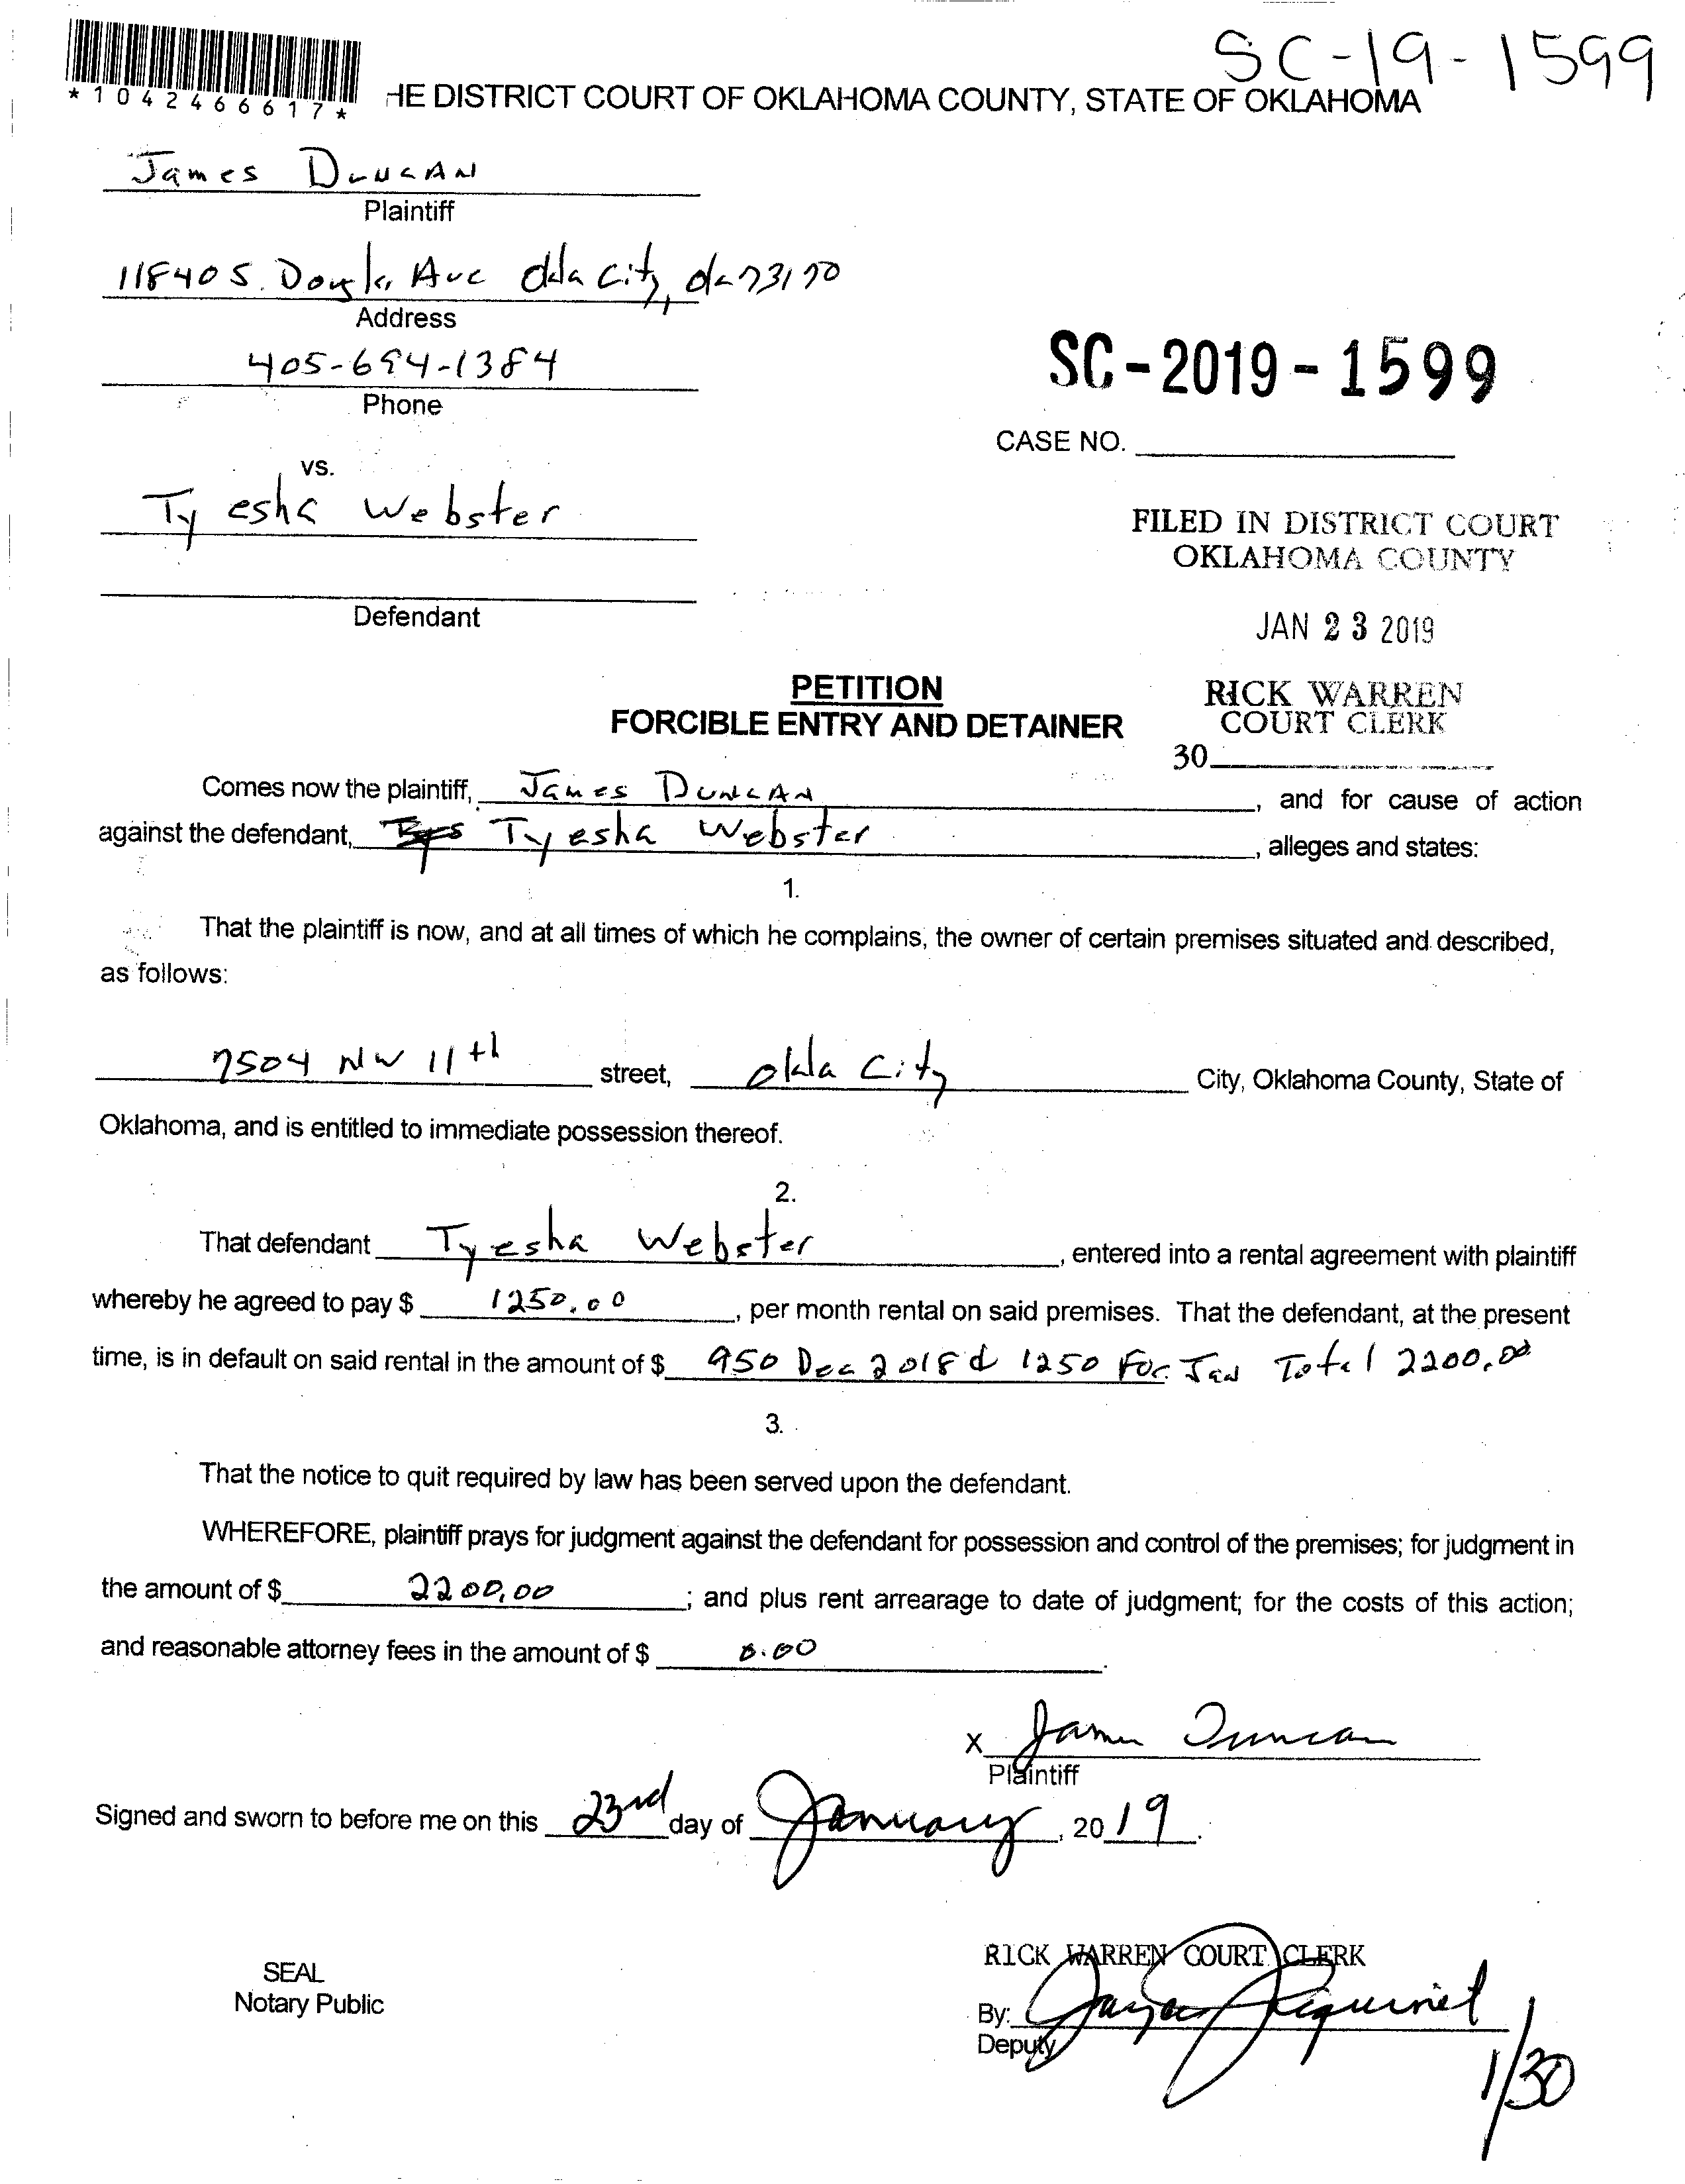 SC-19-1599
*1042466617*
HE DISTRICT COURT OF OKLAHOMA COUNTY, STATE OF OKLAHOMA
James Duncan
Plaintiff
11840 S. Douglas Ave Okla City, Ok 73170
Address
405-694-1384
Phone
SC-2019-1599
CASE NO.
vs.
Tyesha Webster
FILED IN DISTRICT COURT
OKLAHOMA COUNTY
Defendant
JAN 23 2019
PETITION
FORCIBLE ENTRY AND DETAINER
RICK WARREN
COURT CLERK
30
Comes now the plaintiff, James Duncan, and for cause of action
against the defendant, Tyesha Webster, alleges and states:
1.
That the plaintiff is now, and at all times of which he complains, the owner of certain premises situated and described,
as follows:
7504 NW 11th street, Okla City City, Oklahoma County, State of
Oklahoma, and is entitled to immediate possession thereof.
2.
That defendant Tyesha Webster, entered into a rental agreement with plaintiff
whereby he agreed to pay $ 1250.00, per month rental on said premises. That the defendant, at the present
time, is in default on said rental in the amount of $ 950 Dec 2018 & 1250 For Jan Total 2200.00
3.
That the notice to quit required by law has been served upon the defendant.
WHEREFORE, plaintiff prays for judgment against the defendant for possession and control of the premises; for judgment in
the amount of $ 2200.00; and plus rent arrearage to date of judgment; for the costs of this action;
and reasonable attorney fees in the amount of $ 0.00.
x James Duncan
Plaintiff
Signed and sworn to before me on this 23rd day of January, 2019.
RICK WARREN COURT CLERK
SEAL
Notary Public
By:
Deputy
1/30